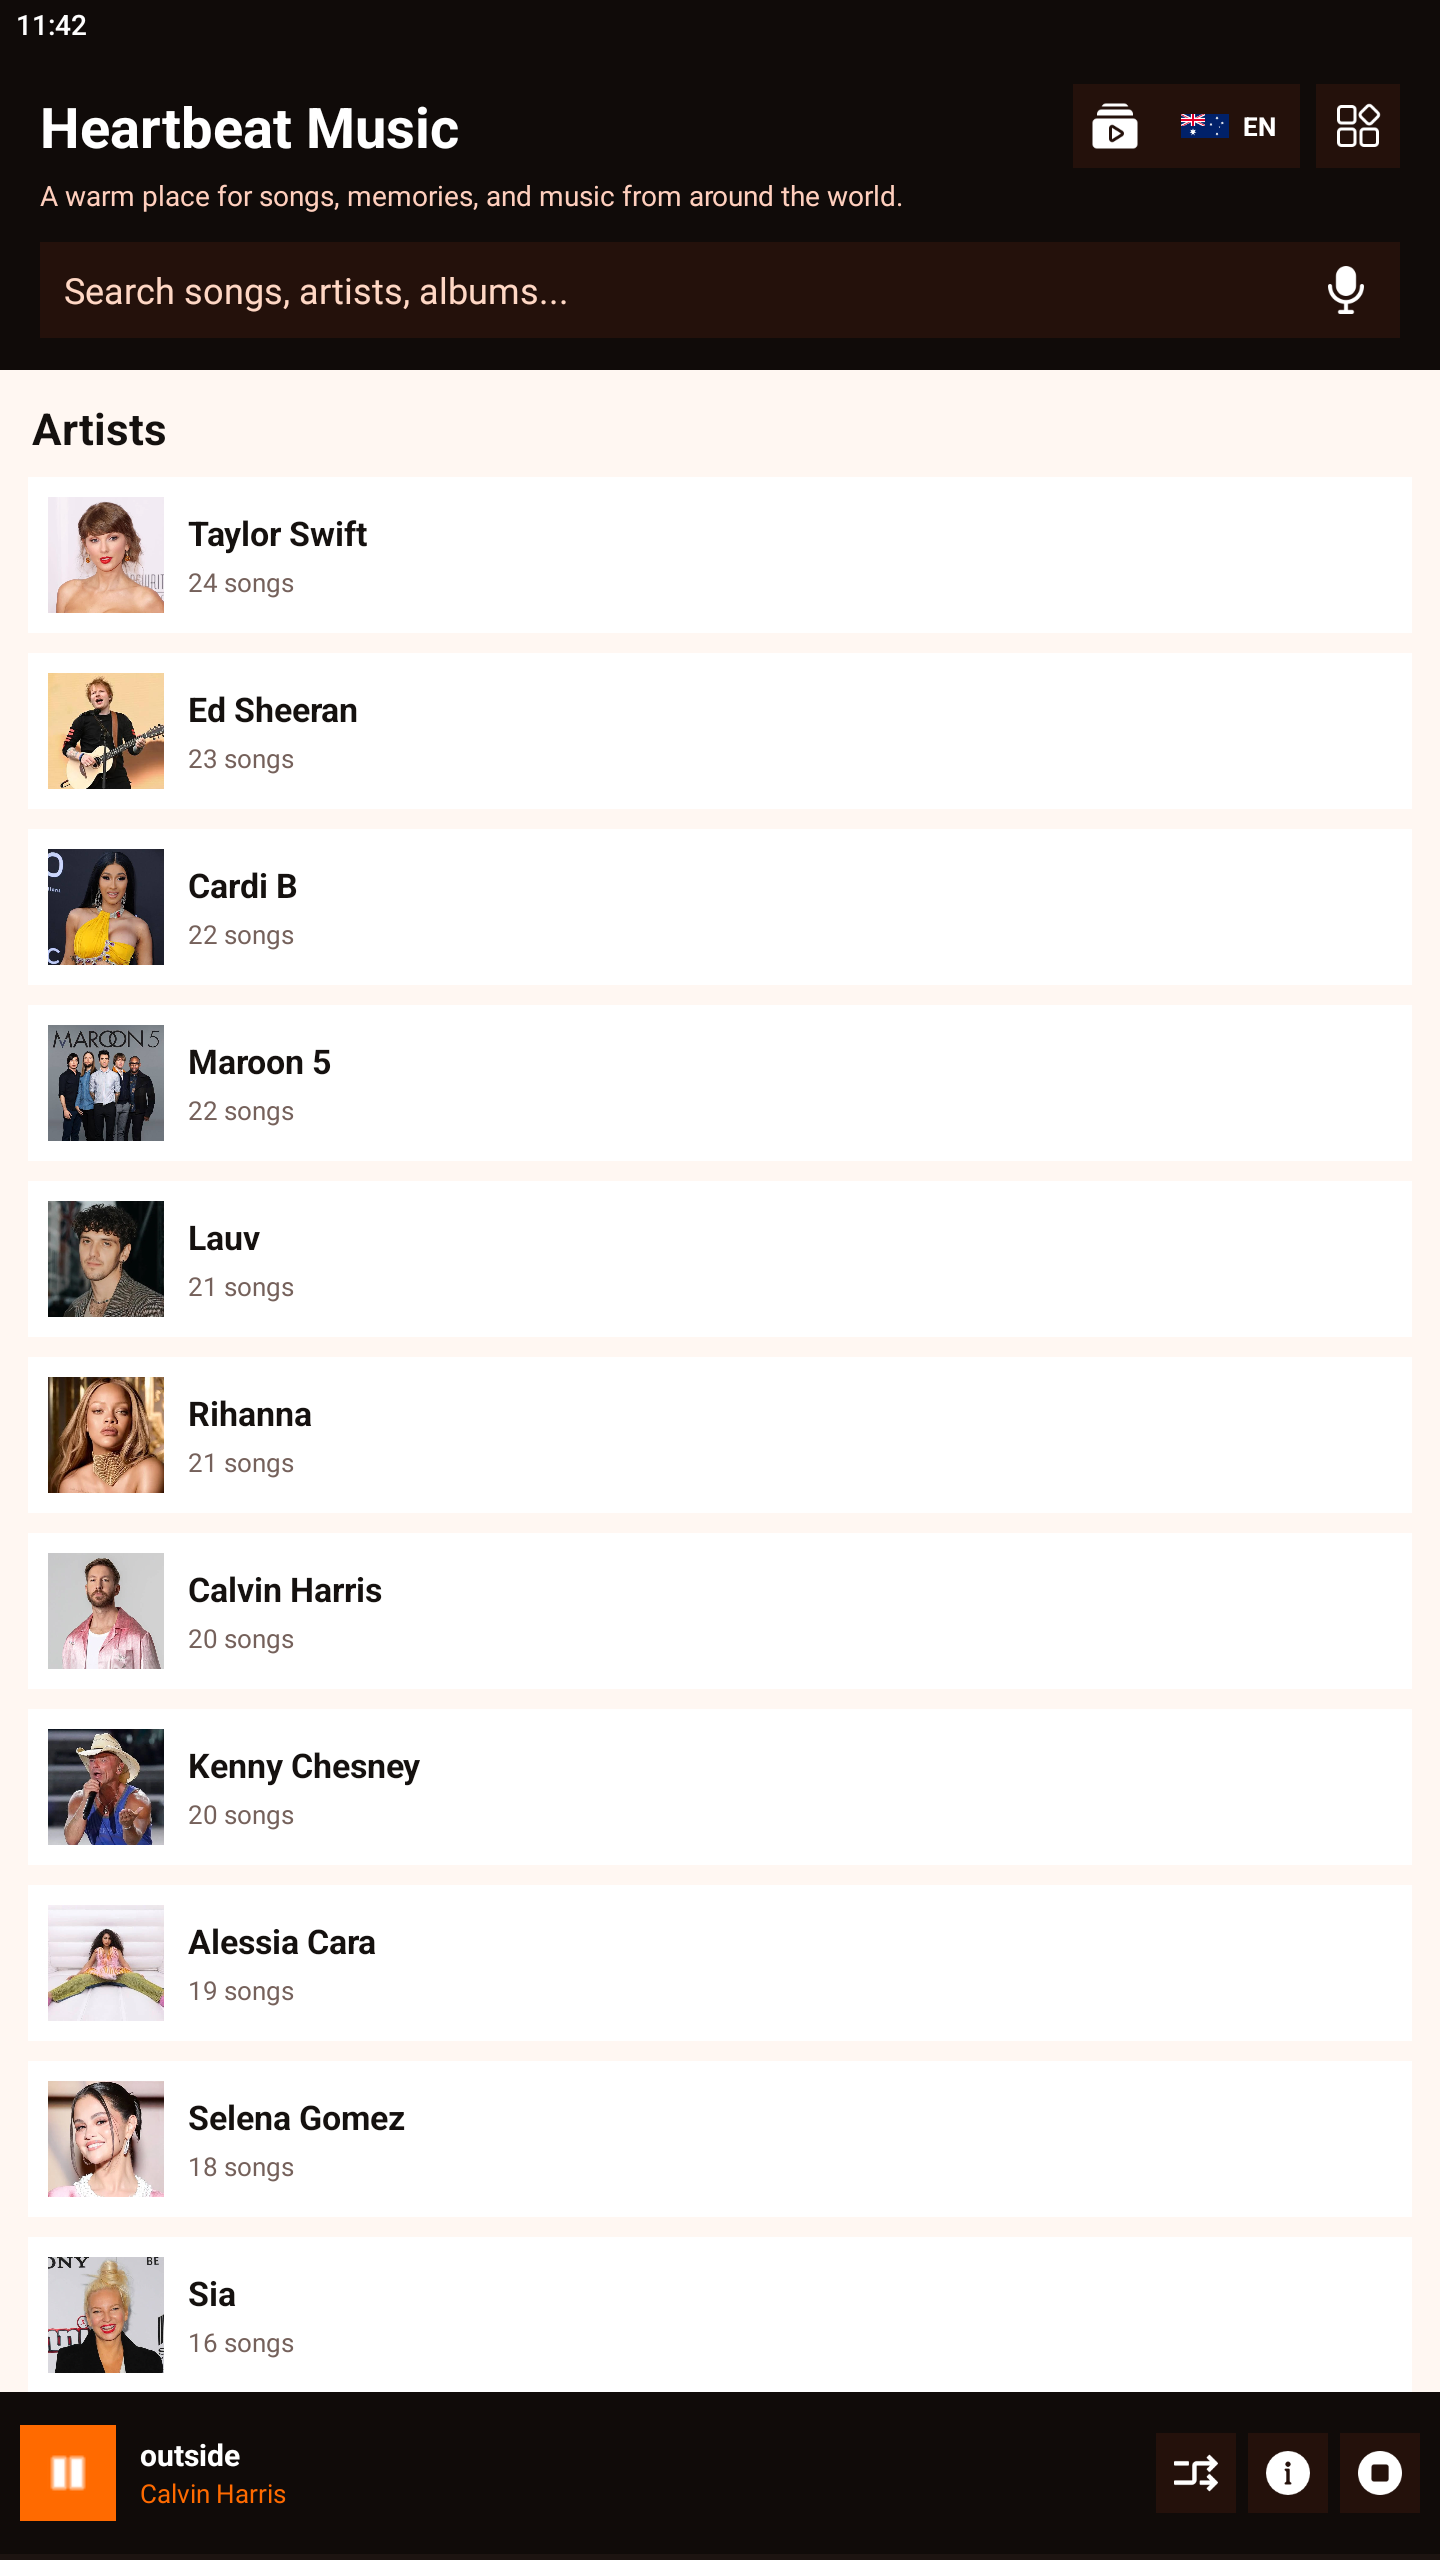 11:42
Heartbeat Music
EN
A warm place for songs, memories, and music from around the world.
Search songs, artists, albums...
Artists
Taylor Swift
24 songs
Ed Sheeran
23 songs
Cardi B
22 songs
MAROON 5
Maroon 5
22 songs
Lauv
21 songs
Rihanna
21 songs
Calvin Harris
20 songs
Kenny Chesney
20 songs
Alessia Cara
19 songs
Selena Gomez
18 songs
BE
Sia
16 songs
outside
Calvin Harris